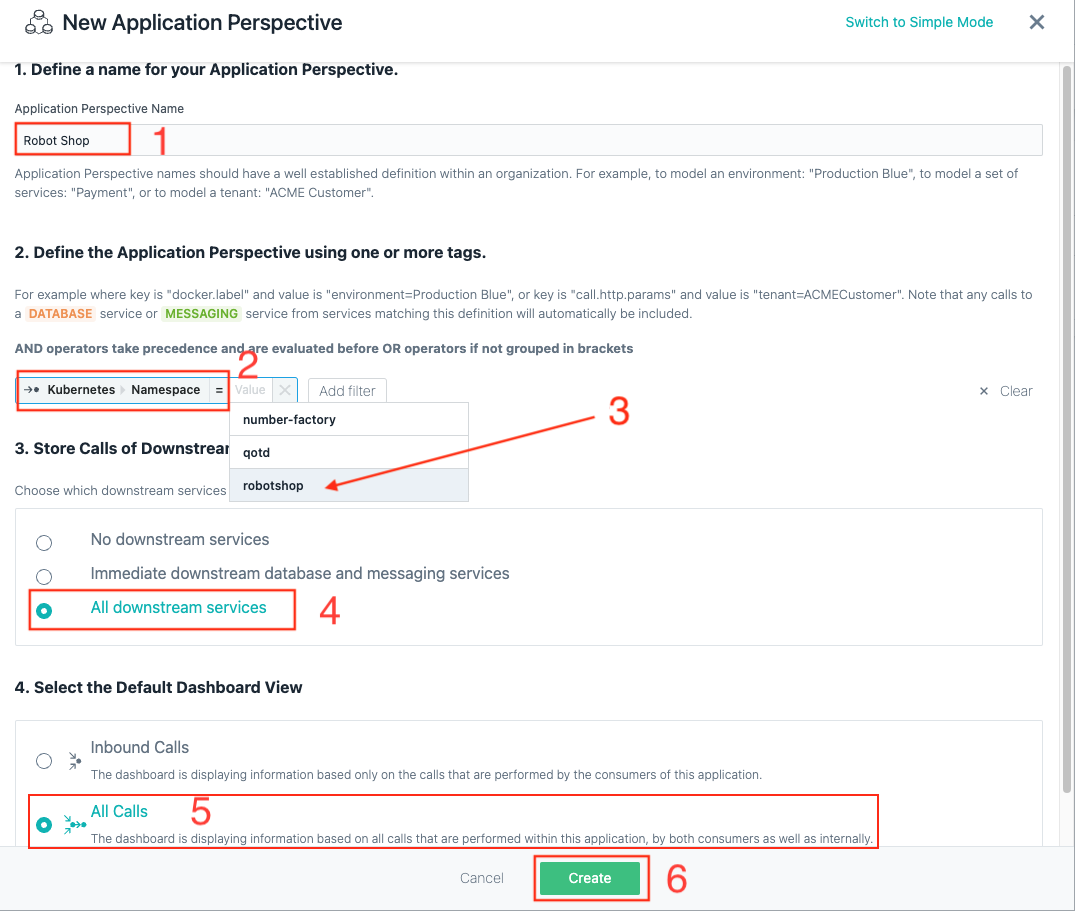 New Application Perspective
Switch to Simple Mode
1. Define a name for your Application Perspective.
Application Perspective Name
Robot Shop
1
Application Perspective names should have a well established definition within an organization. For example, to model an environment: "Production Blue", to model a set of
services: "Payment", or to model a tenant: "ACME Customer".
2. Define the Application Perspective using one or more tags.
For example where key is "docker.label" and value is "environment=Production Blue", or key is "call.http.params" and value is "tenant=ACMECustomer". Note that any calls to
a DATABASE service or MESSAGING service from services matching this definition will automatically be included.
AND operators take precedence and are evaluated before OR operators if not grouped in brackets
2
Kubernetes Namespace = Value Add filter
× Clear
number-factory
3
3. Store Calls of Downstream
qotd
robotshop
Choose which downstream services
No downstream services
Immediate downstream database and messaging services
All downstream services
4
4. Select the Default Dashboard View
Inbound Calls
The dashboard is displaying information based only on the calls that are performed by the consumers of this application.
All Calls
5
The dashboard is displaying information based on all calls that are performed within this application, by both consumers as well as internally.
Cancel
Create
6